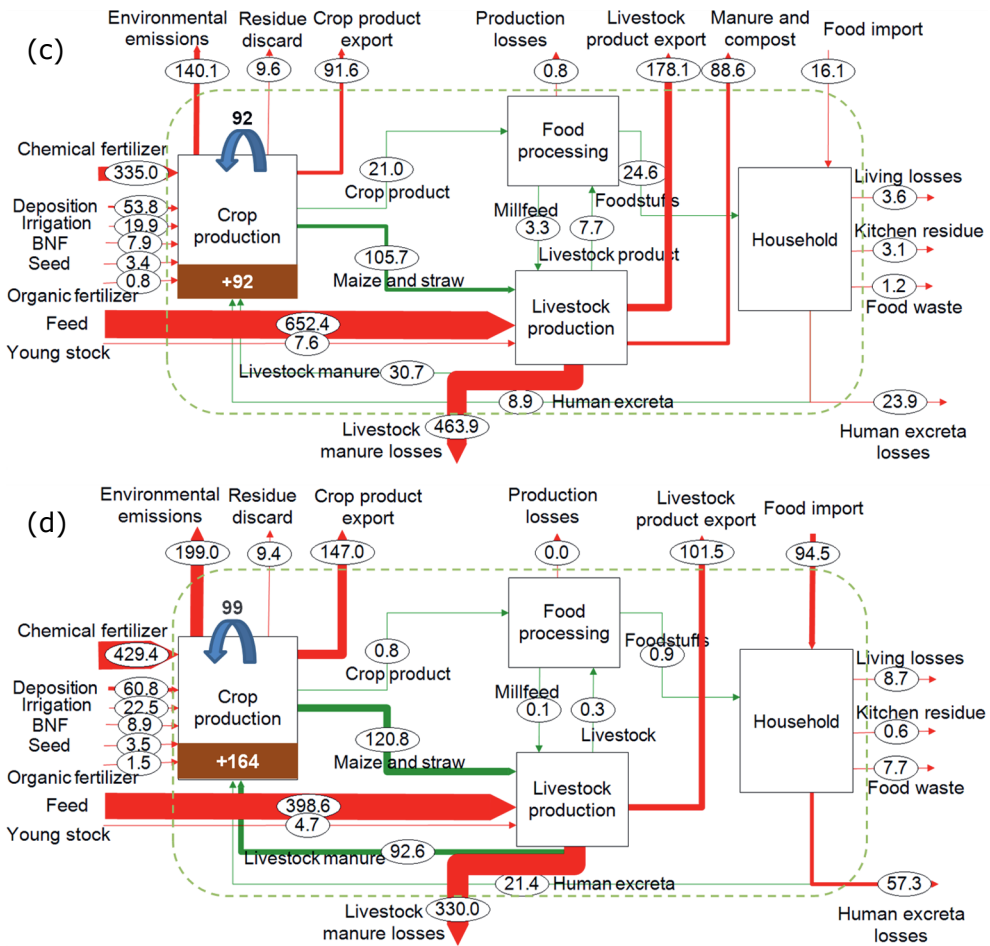 (c)
Environmental
emissions
Residue
discard
Crop product
export
Production
losses
Livestock
product export
Manure and
compost
Food import
140.1
9.6
91.6
0.8
178.1
88.6
16.1
92
Chemical fertilizer
335.0
Food
processing
21.0
Crop product
24.6
Foodstuffs
Living losses
3.6
Deposition
53.8
Irrigation
19.9
BNF
7.9
Seed
3.4
0.8
Organic fertilizer
Crop
production
+92
Millfeed
3.3
7.7
Livestock product
105.7
Maize and straw
Household
Kitchen residue
3.1
1.2
Food waste
Feed
652.4
Livestock
production
Young stock
7.6
Livestock manure
30.7
8.9
Human excreta
23.9
Livestock
manure losses
463.9
Human excreta
losses
(d)
Environmental
emissions
Residue
discard
Crop product
export
Production
losses
Livestock
product export
Food import
199.0
9.4
147.0
0.0
101.5
94.5
99
Chemical fertilizer
429.4
Food
processing
0.8
Crop product
Foodstuffs
0.9
Living losses
8.7
Deposition
60.8
Irrigation
22.5
BNF
8.9
Seed
3.5
1.5
Organic fertilizer
Crop
production
+164
Millfeed
0.1
0.3
Livestock
120.8
Maize and straw
Household
Kitchen residue
0.6
7.7
Food waste
Feed
398.6
Livestock
production
Young stock
4.7
Livestock manure
92.6
21.4
Human excreta
57.3
Livestock
manure losses
330.0
Human excreta
losses